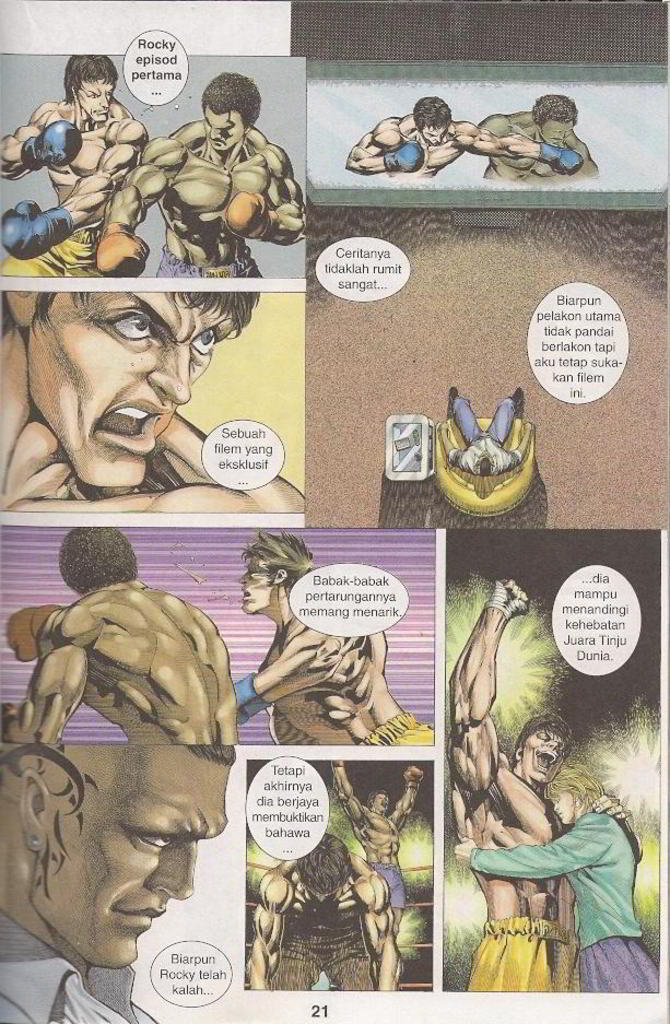 Rocky
episod
pertama
...
Ceritanya
tidaklah rumit
sangat...
Biarpun
pelakon utama
tidak pandai
berlakon tapi
aku tetap suka-
kan filem
ini.
Sebuah
filem yang
eksklusif
...
Babak-babak
pertarungannya
memang menarik.
Biarpun
Rocky telah
kalah...
Tetapi
akhirnya
dia berjaya
membuktikan
bahawa
...
...dia
mampu
menandingi
kehebatan
Juara Tinju
Dunia.
21